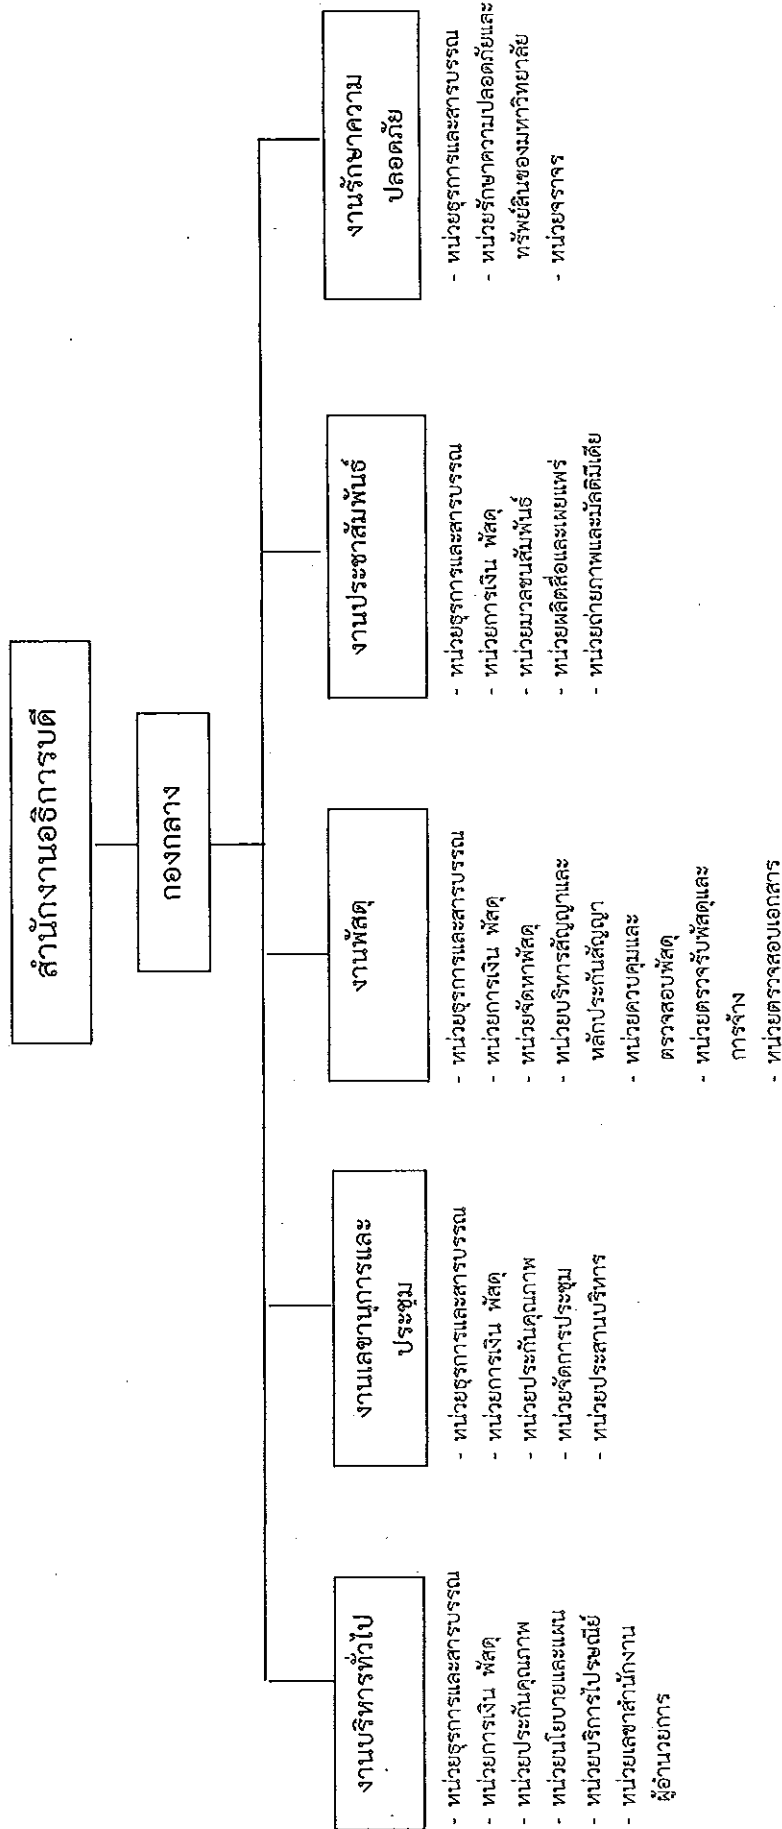 สำนักงานอธิการบดี
กองกลาง
งานบริหารทั่วไป
- หน่วยธุรการและสารบรรณ
- หน่วยการเงิน พัสดุ
- หน่วยประกันคุณภาพ
- หน่วยนโยบายและแผน
- หน่วยบริการไปรษณีย์
- หน่วยเลขาสำนักงาน
ผู้อำนวยการ
งานเลขานุการและ
ประชุม
- หน่วยธุรการและสารบรรณ
- หน่วยการเงิน พัสดุ
- หน่วยประกันคุณภาพ
- หน่วยจัดการประชุม
- หน่วยประสานบริหาร
งานพัสดุ
- หน่วยธุรการและสารบรรณ
- หน่วยการเงิน พัสดุ
- หน่วยจัดหาพัสดุ
- หน่วยบริหารสัญญาและ
หลักประกันสัญญา
- หน่วยควบคุมและ
ตรวจสอบพัสดุ
- หน่วยตรวจรับพัสดุและ
การจ้าง
- หน่วยตรวจสอบเอกสาร
งานประชาสัมพันธ์
- หน่วยธุรการและสารบรรณ
- หน่วยการเงิน พัสดุ
- หน่วยมวลชนสัมพันธ์
- หน่วยผลิตสื่อและเผยแพร่
- หน่วยถ่ายภาพและมัลติมีเดีย
งานรักษาความ
ปลอดภัย
- หน่วยธุรการและสารบรรณ
- หน่วยรักษาความปลอดภัยและ
ทรัพย์สินของมหาวิทยาลัย
- หน่วยจราจร